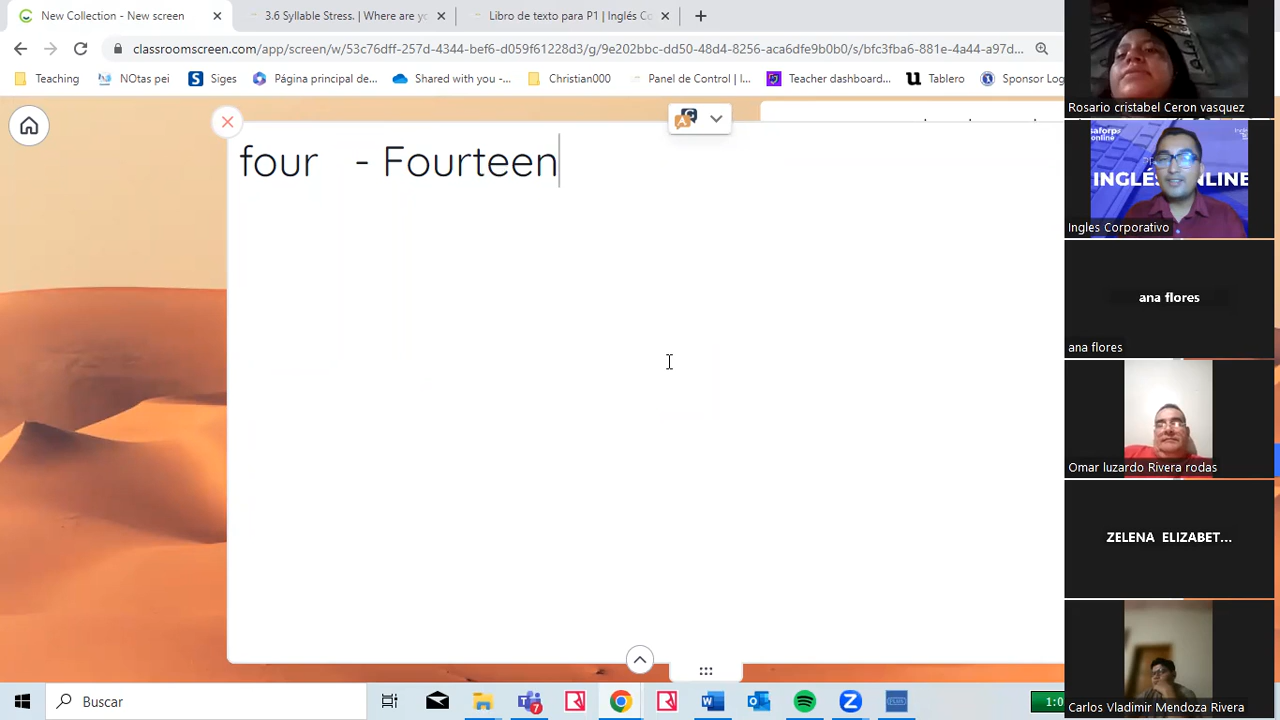 New Collection - New screen
3.6 Syllable Stress. | Where are yo
Libro de texto para P1 | Inglés Co
classroomscreen.com/app/screen/w/53c76dff-257d-4344-bef6-d059f61228d3/g/9e202bbc-dd50-48d4-8256-aca6dfe9b0b0/s/bfc3fba6-881e-4a44-a97d...
Teaching
NOtas pei
Siges
Página principal de...
Shared with you -...
Christian000
Panel de Control | I...
Teacher dashboard...
Tablero
Sponsor Log
four - Fourteen
Rosario cristabel Ceron vasquez
INGLÉS ONLINE
Ingles Corporativo
ana flores
ana flores
Omar luzardo Rivera rodas
ZELENA ELIZABET...
Carlos Vladimir Mendoza Rivera
Buscar
1:0